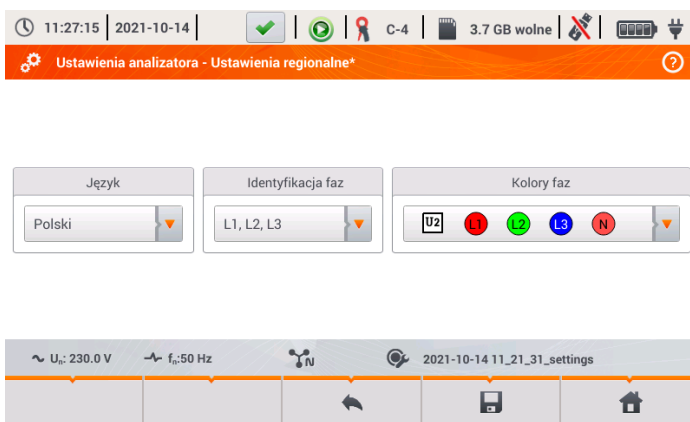 11:27:15 2021-10-14 C-4 3.7 GB wolne
Ustawienia analizatora - Ustawienia regionalne* ?
Język Identyfikacja faz Kolory faz
Polski L1, L2, L3 U2 L1 L2 L3 N
Uₙ: 230.0 V fₙ:50 Hz N 2021-10-14 11_21_31_settings